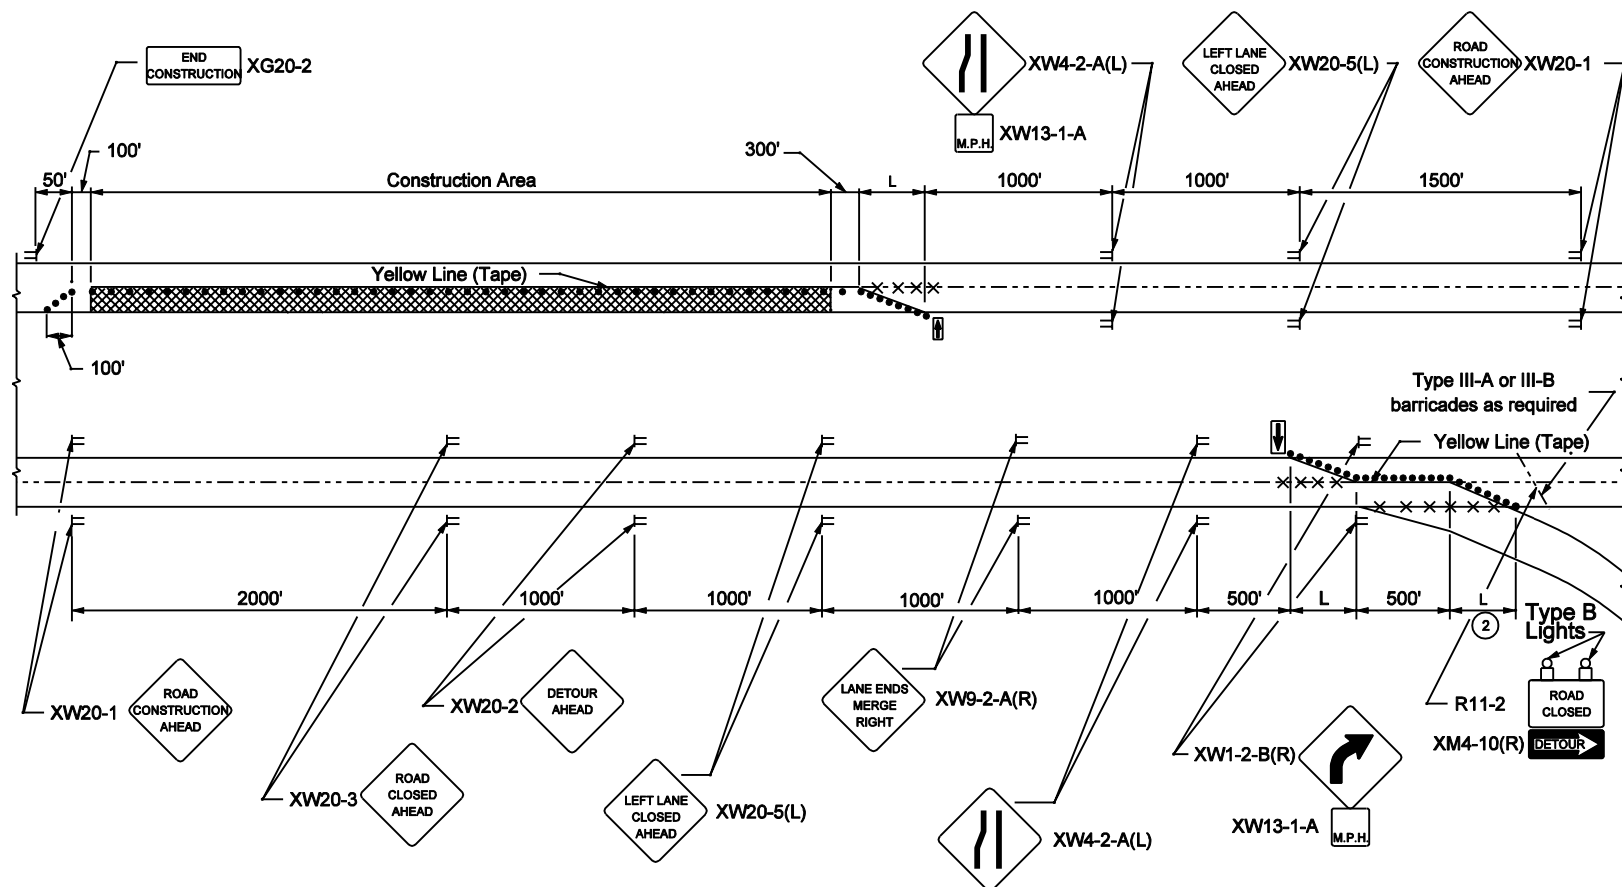 END
CONSTRUCTION
XG20-2
XW4-2-A(L)
M.P.H.
XW13-1-A
LEFT LANE
CLOSED
AHEAD
XW20-5(L)
ROAD
CONSTRUCTION
AHEAD
XW20-1
100'
300'
50'
Construction Area
L
1000'
1000'
1500'
Yellow Line (Tape)
100'
Type III-A or III-B
barricades as required
Yellow Line (Tape)
2000'
1000'
1000'
1000'
1000'
500'
L
500'
L
2
Type B
Lights
XW20-1
ROAD
CONSTRUCTION
AHEAD
XW20-3
ROAD
CLOSED
AHEAD
XW20-2
DETOUR
AHEAD
LEFT LANE
CLOSED
AHEAD
XW20-5(L)
LANE ENDS
MERGE
RIGHT
XW9-2-A(R)
XW4-2-A(L)
XW1-2-B(R)
XW13-1-A
M.P.H.
R11-2
ROAD
CLOSED
XM4-10(R)
DETOUR